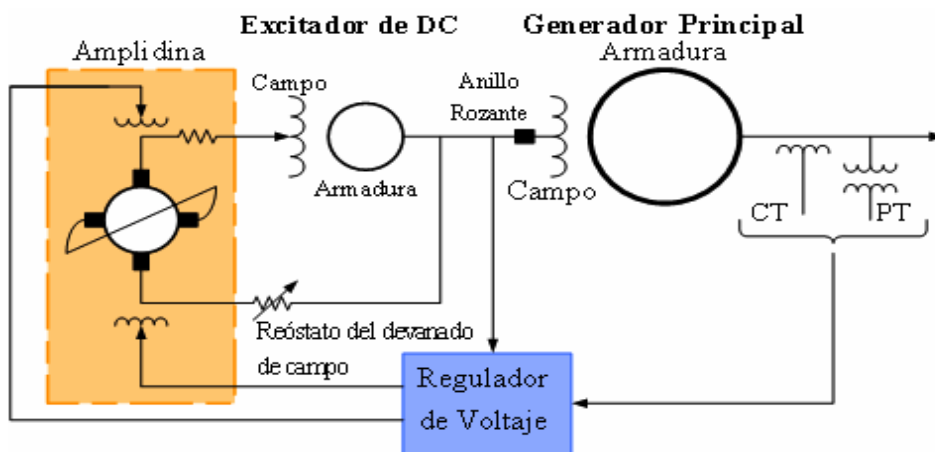 Excitador de DC
Generador Principal
Amplidina
Campo
Anillo
Rozante
Armadura
Armadura
Campo
CT
PT
Reóstato del devanado
de campo
Regulador
de Voltaje